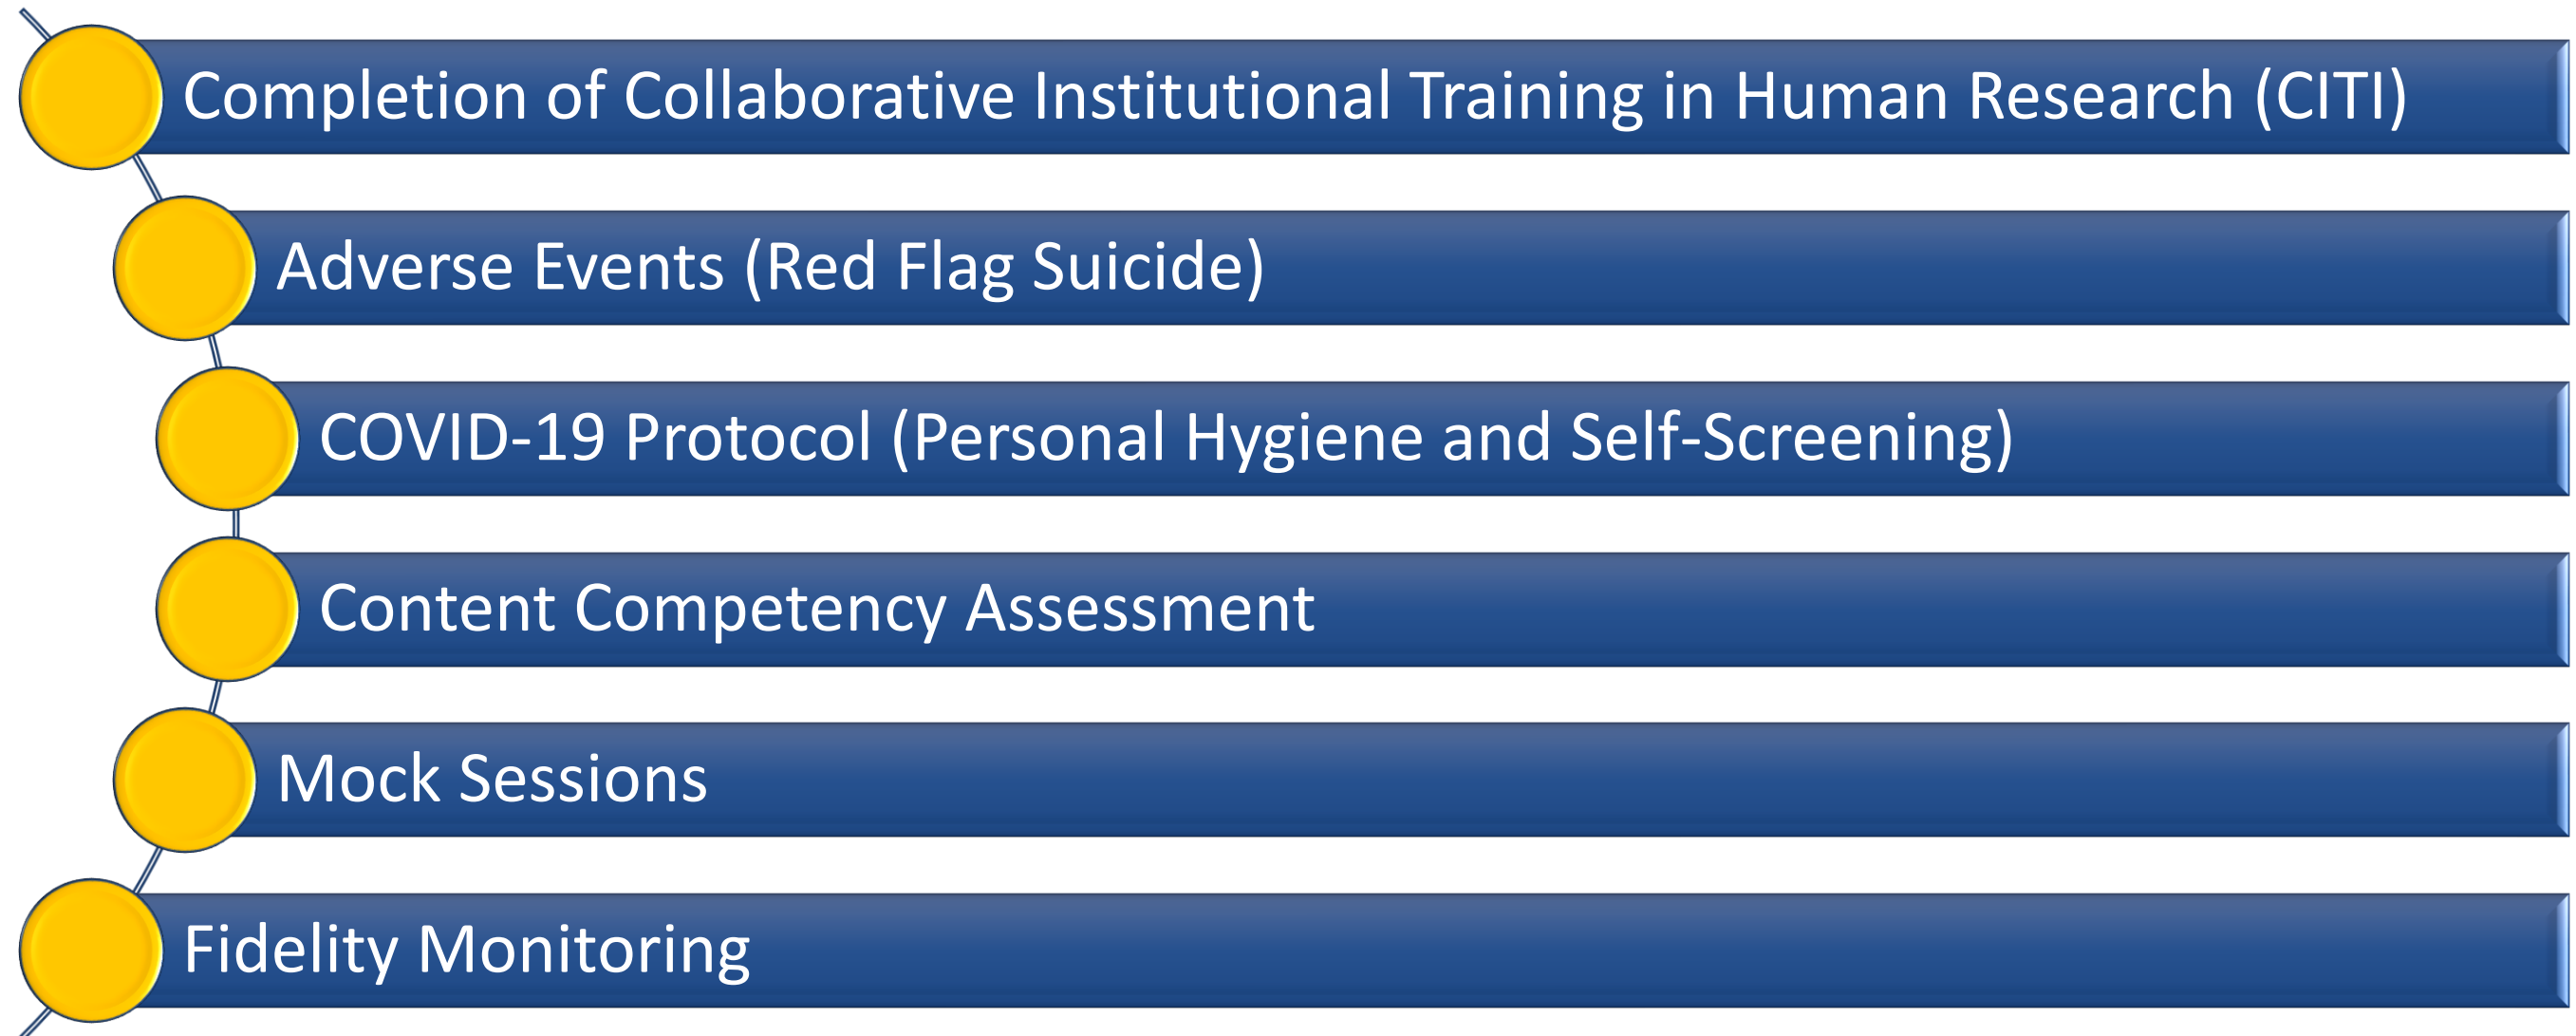 Completion of Collaborative Institutional Training in Human Research (CITI)
Adverse Events (Red Flag Suicide)
COVID-19 Protocol (Personal Hygiene and Self-Screening)
Content Competency Assessment
Mock Sessions
Fidelity Monitoring